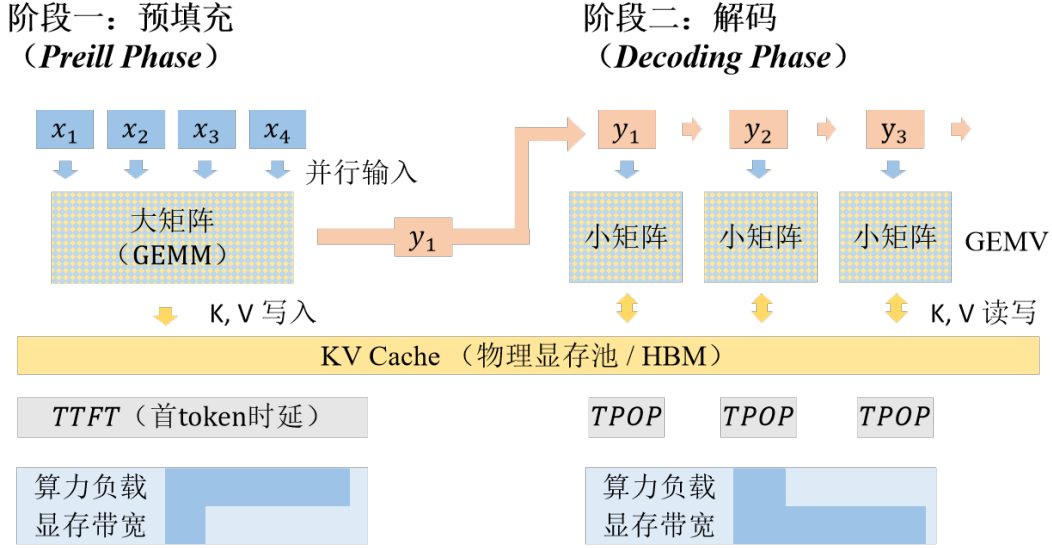 阶段一：预填充
（Preill Phase）
阶段二：解码
（Decoding Phase）
x₁
x₂
x₃
x₄
并行输入
大矩阵
（GEMM）
y₁
K, V 写入
y₁
y₂
y₃
小矩阵
小矩阵
小矩阵
GEMV
K, V 读写
KV Cache （物理显存池 / HBM）
TTFT（首token时延）
TPOP
TPOP
TPOP
算力负载
显存带宽
算力负载
显存带宽